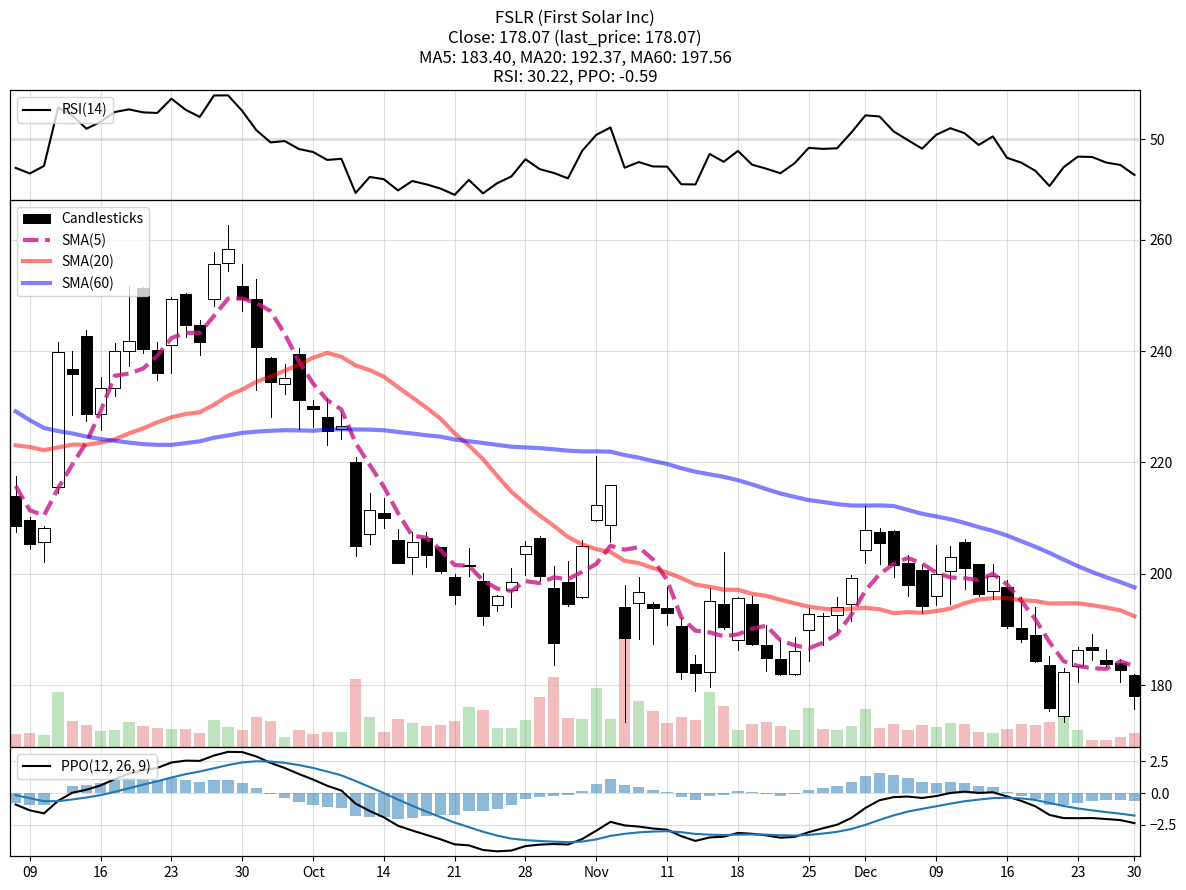 FSLR (First Solar Inc)
Close: 178.07 (last_price: 178.07)
MA5: 183.40, MA20: 192.37, MA60: 197.56
RSI: 30.22, PPO: -0.59
RSI(14)
50
Candlesticks
SMA(5)
SMA(20)
SMA(60)
260
240
220
200
180
PPO(12, 26, 9)
2.5
0.0
−2.5
09 16 23 30 Oct 14 21 28 Nov 11 18 25 Dec 09 16 23 30